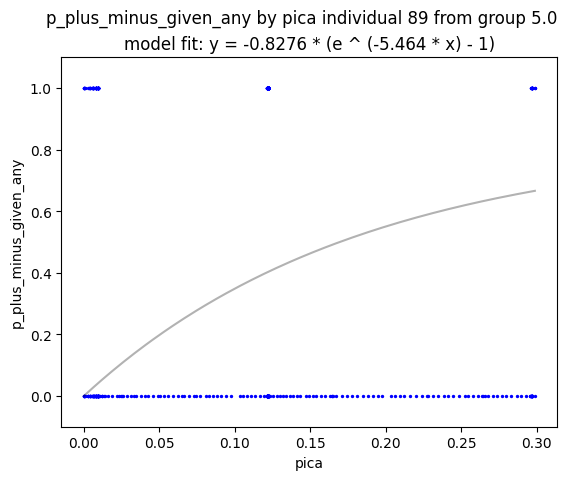 p_plus_minus_given_any by pica individual 89 from group 5.0
model fit: y = -0.8276 * (e ^ (-5.464 * x) - 1)
1.0
0.8
0.6
0.4
0.2
0.0
p_plus_minus_given_any
0.00 0.05 0.10 0.15 0.20 0.25 0.30
pica